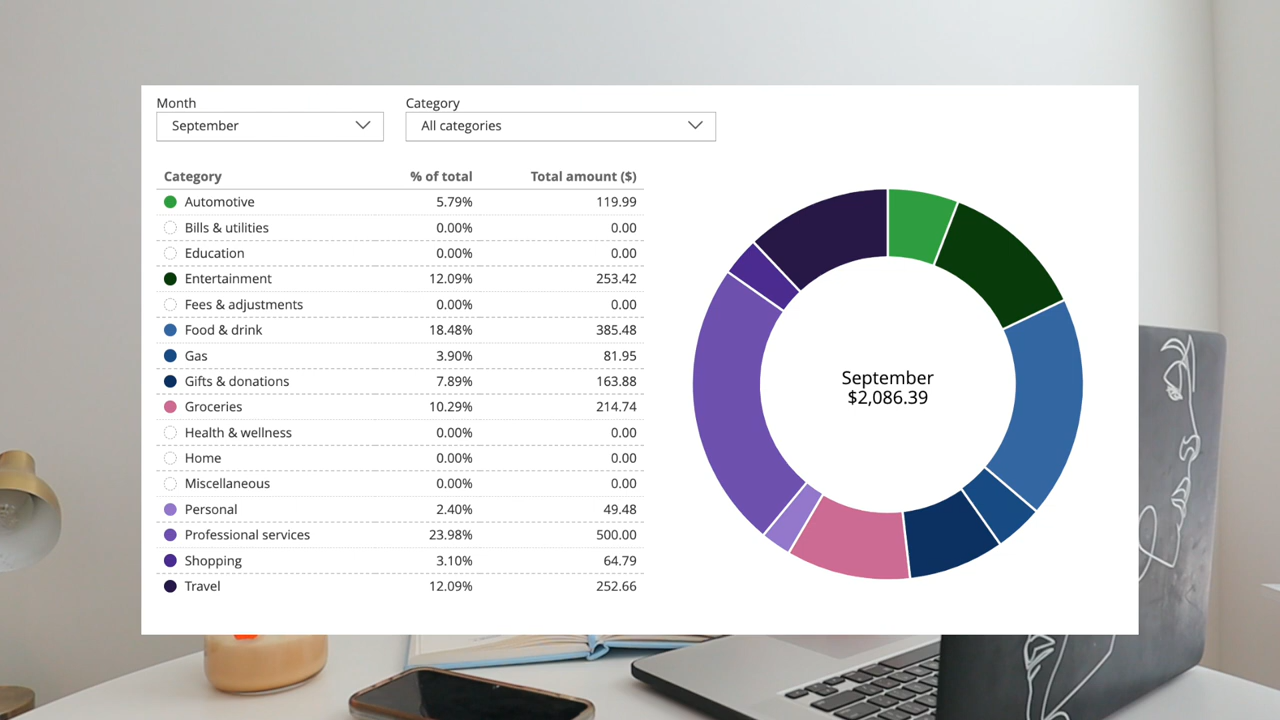 Month
Category
September
All categories
Category % of total Total amount ($)
Automotive 5.79% 119.99
Bills & utilities 0.00% 0.00
Education 0.00% 0.00
Entertainment 12.09% 253.42
Fees & adjustments 0.00% 0.00
Food & drink 18.48% 385.48
Gas 3.90% 81.95
Gifts & donations 7.89% 163.88
Groceries 10.29% 214.74
Health & wellness 0.00% 0.00
Home 0.00% 0.00
Miscellaneous 0.00% 0.00
Personal 2.40% 49.48
Professional services 23.98% 500.00
Shopping 3.10% 64.79
Travel 12.09% 252.66
September
$2,086.39